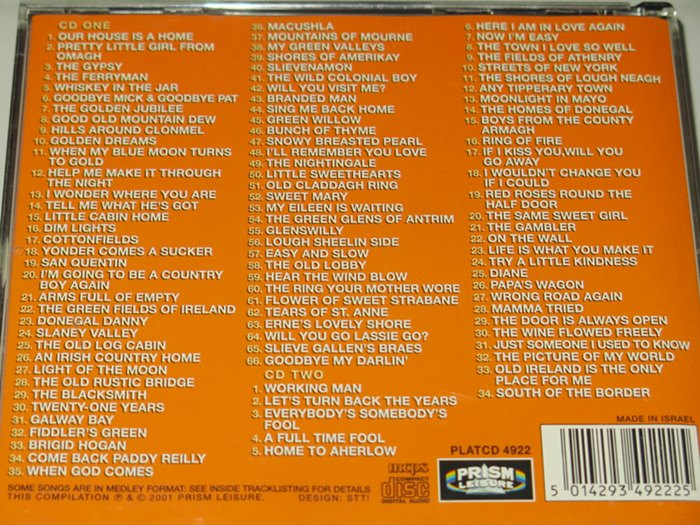 CD ONE
1. OUR HOUSE IS A HOME
2. PRETTY LITTLE GIRL FROM
OMAGH
3. THE GYPSY
4. THE FERRYMAN
5. WHISKEY IN THE JAR
6. GOODBYE MICK & GOODBYE PAT
7. THE GOLDEN JUBILEE
8. GOOD OLD MOUNTAIN DEW
9. HILLS AROUND CLONMEL
10. GOLDEN DREAMS
11. WHEN MY BLUE MOON TURNS
TO GOLD
12. HELP ME MAKE IT THROUGH
THE NIGHT
13. I WONDER WHERE YOU ARE
14. TELL ME WHAT HE'S GOT
15. LITTLE CABIN HOME
16. DIM LIGHTS
17. COTTONFIELDS
18. YONDER COMES A SUCKER
19. SAN QUENTIN
20. I'M GOING TO BE A COUNTRY
BOY AGAIN
21. ARMS FULL OF EMPTY
22. THE GREEN FIELDS OF IRELAND
23. DONEGAL DANNY
24. SLANEY VALLEY
25. THE OLD LOG CABIN
26. AN IRISH COUNTRY HOME
27. LIGHT OF THE MOON
28. THE OLD RUSTIC BRIDGE
29. THE BLACKSMITH
30. TWENTY-ONE YEARS
31. GALWAY BAY
32. FIDDLER'S GREEN
33. BRIGID HOGAN
34. COME BACK PADDY REILLY
35. WHEN GOD COMES
36. MACUSHLA
37. MOUNTAINS OF MOURNE
38. MY GREEN VALLEYS
39. SHORES OF AMERIKAY
40. SLIEVENAMON
41. THE WILD COLONIAL BOY
42. WILL YOU VISIT ME?
43. BRANDED MAN
44. SING ME BACK HOME
45. GREEN WILLOW
46. BUNCH OF THYME
47. SNOWY BREASTED PEARL
48. I'LL REMEMBER YOU LOVE
49. THE NIGHTINGALE
50. LITTLE SWEETHEARTS
51. OLD CLADDAGH RING
52. SWEET MARY
53. MY EILEEN IS WAITING
54. THE GREEN GLENS OF ANTRIM
55. GLENSWILLY
56. LOUGH SHEELIN SIDE
57. EASY AND SLOW
58. THE OLD LOBBY
59. HEAR THE WIND BLOW
60. THE RING YOUR MOTHER WORE
61. FLOWER OF SWEET STRABANE
62. TEARS OF ST. ANNE
63. ERNE'S LOVELY SHORE
64. WILL YOU GO LASSIE GO?
65. SLIEVE GALLEN'S BRAES
66. GOODBYE MY DARLIN'
CD TWO
1. WORKING MAN
2. LET'S TURN BACK THE YEARS
3. EVERYBODY'S SOMEBODY'S
FOOL
4. A FULL TIME FOOL
5. HOME TO AHERLOW
6. HERE I AM IN LOVE AGAIN
7. NOW I'M EASY
8. THE TOWN I LOVE SO WELL
9. THE FIELDS OF ATHENRY
10. STREETS OF NEW YORK
11. THE SHORES OF LOUGH NEAGH
12. ANY TIPPERARY TOWN
13. MOONLIGHT IN MAYO
14. THE HOMES OF DONEGAL
15. BOYS FROM THE COUNTY
ARMAGH
16. RING OF FIRE
17. IF I KISS YOU,WILL YOU
GO AWAY
18. I WOULDN'T CHANGE YOU
IF I COULD
19. RED ROSES ROUND THE
HALF DOOR
20. THE SAME SWEET GIRL
21. THE GAMBLER
22. ON THE WALL
23. LIFE IS WHAT YOU MAKE IT
24. TRY A LITTLE KINDNESS
25. DIANE
26. PAPA'S WAGON
27. WRONG ROAD AGAIN
28. MAMMA TRIED
29. THE DOOR IS ALWAYS OPEN
30. THE WINE FLOWED FREELY
31. JUST SOMEONE I USED TO KNOW
32. THE PICTURE OF MY WORLD
33. OLD IRELAND IS THE ONLY
PLACE FOR ME
34. SOUTH OF THE BORDER
MADE IN ISRAEL
PLATCD 4922
SOME SONGS ARE IN MEDLEY FORMAT: SEE INSIDE TRACKLISTING FOR DETAILS
THIS COMPILATION ℗ & © 2001 PRISM LEISURE. DESIGN: STT!
mcps
COMPACT
disc
DIGITAL AUDIO
PRISM
LEISURE
5 014293 492225